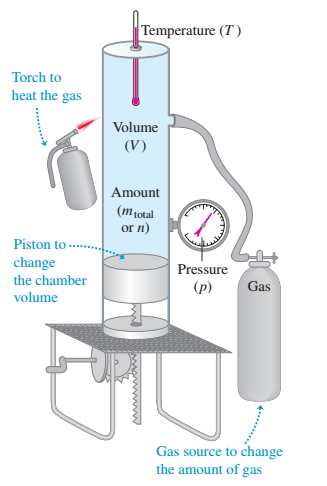 Temperature (T)
Torch to
heat the gas
Volume
(V)
Amount
(m total
or n)
Piston to
change
the chamber
volume
Pressure
(p)
Gas
Gas source to change
the amount of gas